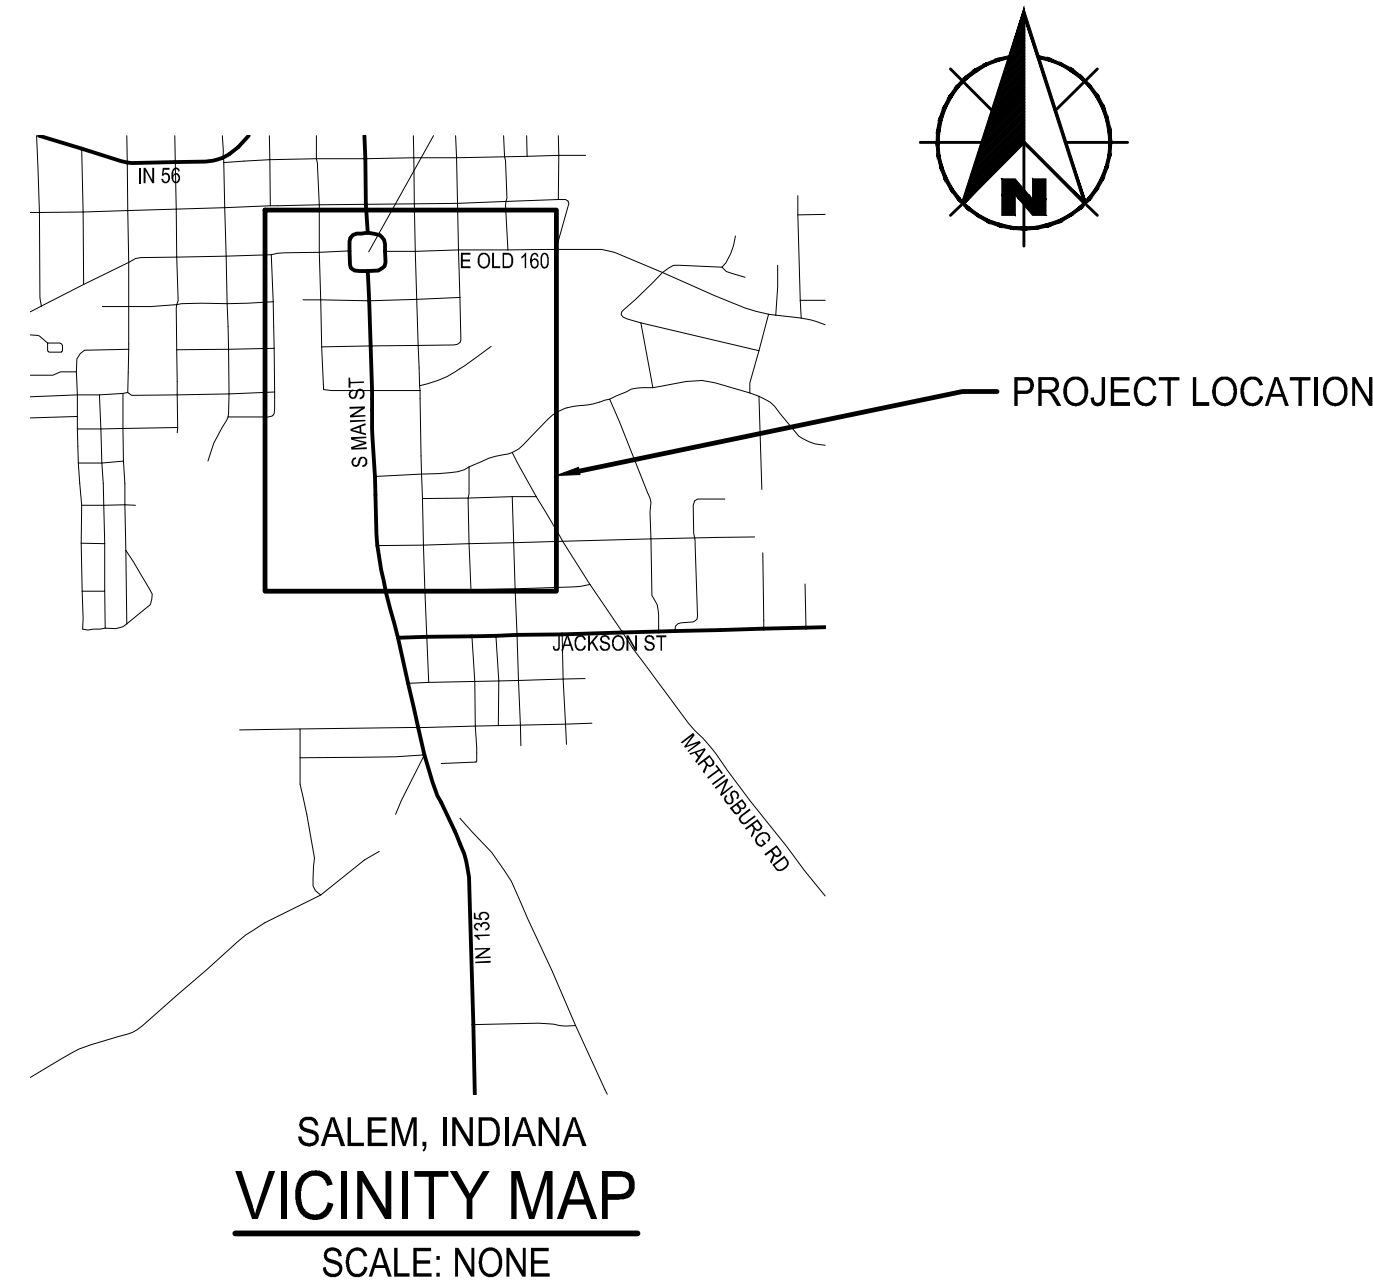 N
IN 56
E OLD 160
S MAIN ST
PROJECT LOCATION
JACKSON ST
MARTINSBURG RD
IN 135
SALEM, INDIANA
VICINITY MAP
SCALE: NONE